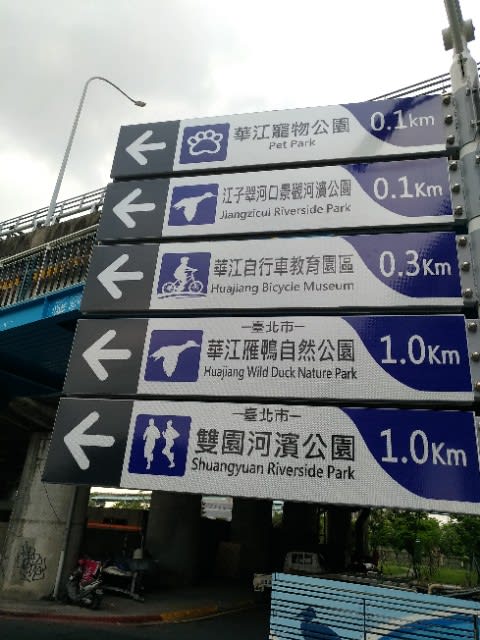 華江寵物公園
Pet Park
0.1Km
江子翠河口景觀河濱公園
Jiangzicui Riverside Park
0.1Km
華江自行車教育園區
Huajiang Bicycle Museum
0.3Km
臺北市
華江雁鴨自然公園
Huajiang Wild Duck Nature Park
1.0Km
臺北市
雙園河濱公園
Shuangyuan Riverside Park
1.0Km